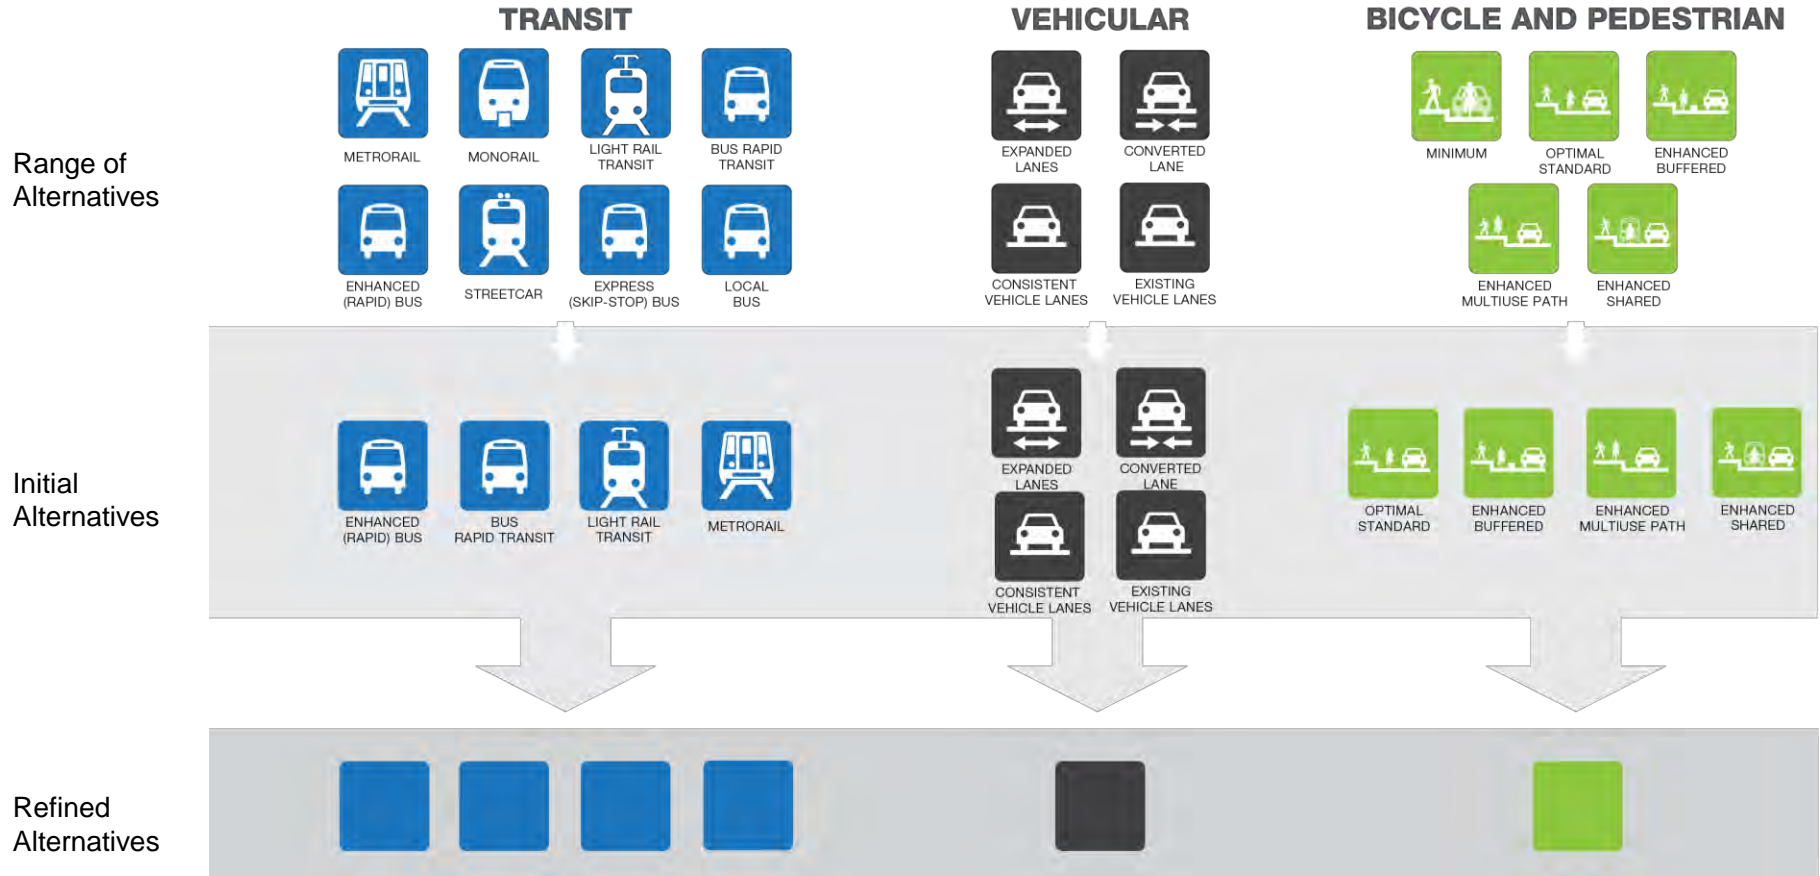 TRANSIT
VEHICULAR
BICYCLE AND PEDESTRIAN
Range of
Alternatives
METRORAIL
MONORAIL
LIGHT RAIL
TRANSIT
BUS RAPID
TRANSIT
ENHANCED
(RAPID) BUS
STREETCAR
EXPRESS
(SKIP-STOP) BUS
LOCAL
BUS
EXPANDED
LANES
CONVERTED
LANE
CONSISTENT
VEHICLE LANES
EXISTING
VEHICLE LANES
MINIMUM
OPTIMAL
STANDARD
ENHANCED
BUFFERED
ENHANCED
MULTIUSE PATH
ENHANCED
SHARED
Initial
Alternatives
ENHANCED
(RAPID) BUS
BUS
RAPID TRANSIT
LIGHT RAIL
TRANSIT
METRORAIL
EXPANDED
LANES
CONVERTED
LANE
CONSISTENT
VEHICLE LANES
EXISTING
VEHICLE LANES
OPTIMAL
STANDARD
ENHANCED
BUFFERED
ENHANCED
MULTIUSE PATH
ENHANCED
SHARED
Refined
Alternatives